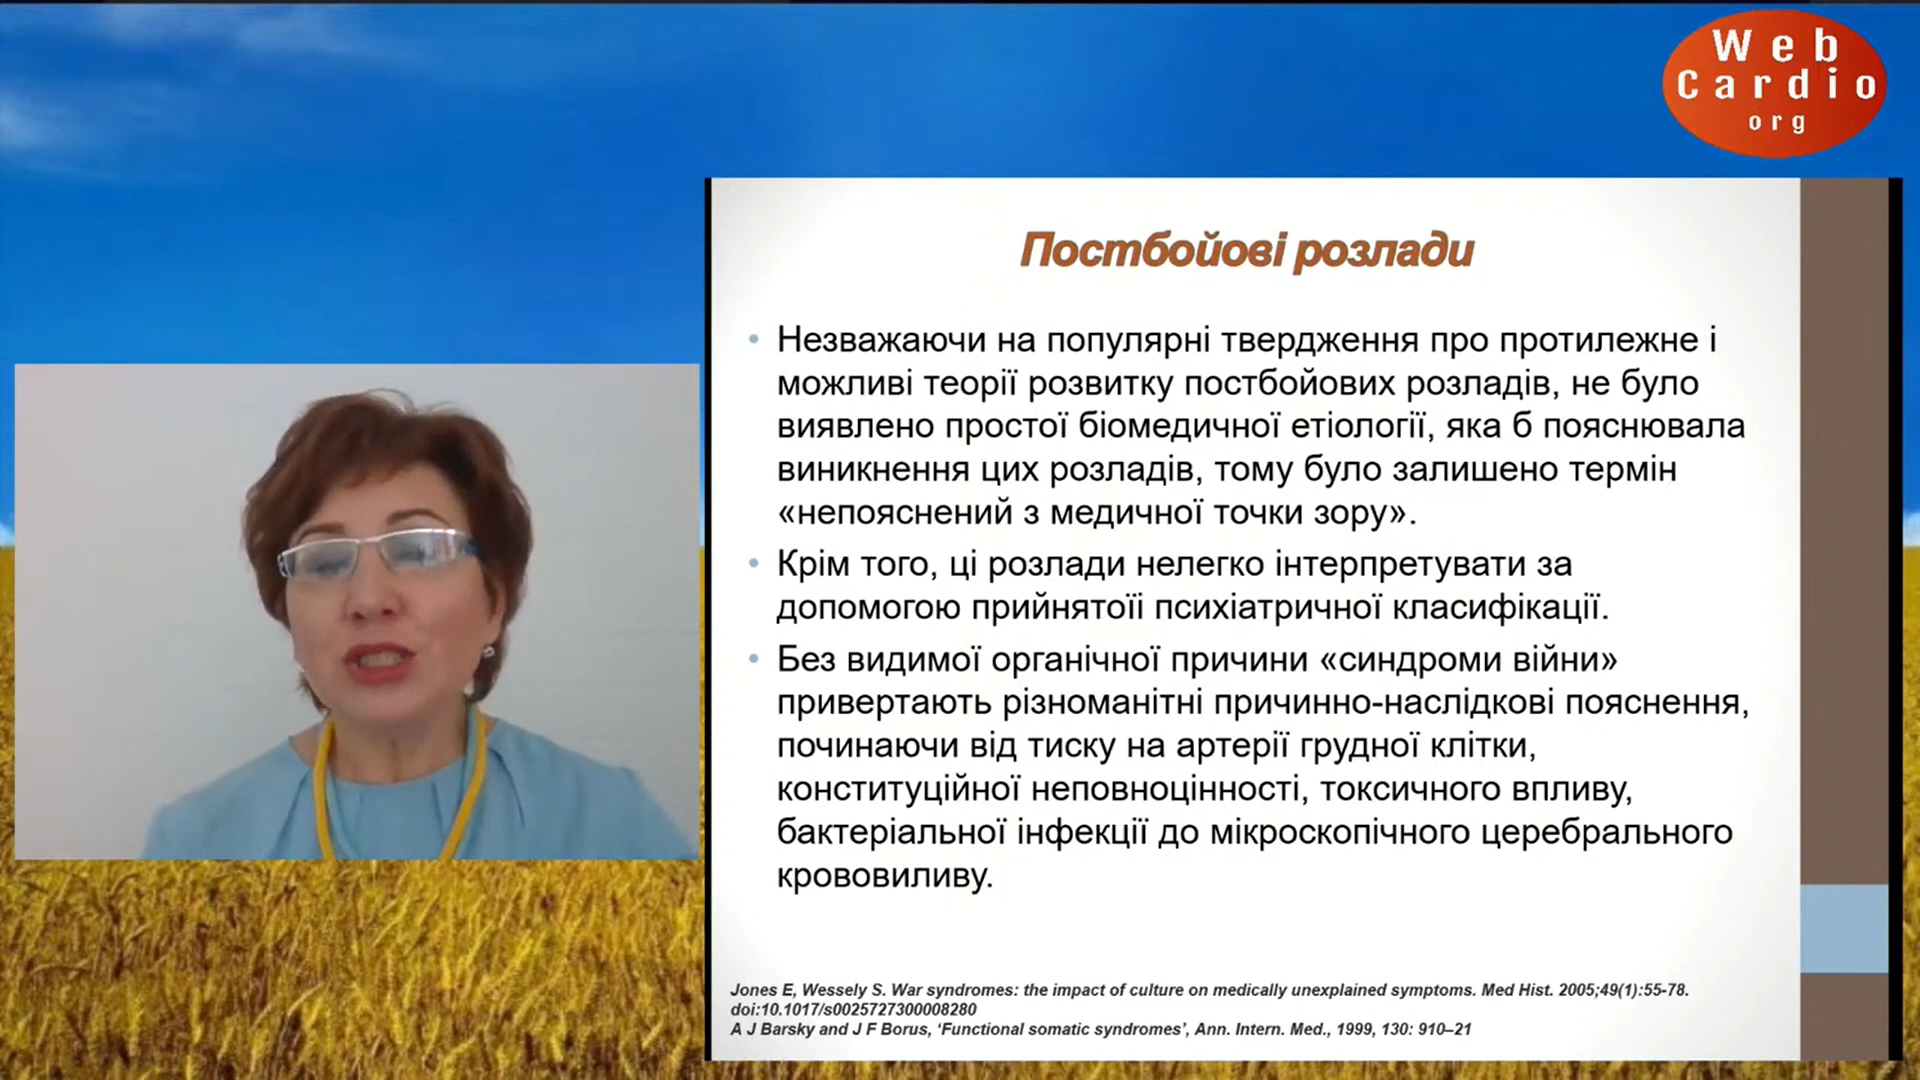 Web
Cardio
org
Постбойові розлади
• Незважаючи на популярні твердження про протилежне і
можливі теорії розвитку постбойових розладів, не було
виявлено простої біомедичної етіології, яка б пояснювала
виникнення цих розладів, тому було залишено термін
«непояснений з медичної точки зору».
• Крім того, ці розлади нелегко інтерпретувати за
допомогою прийнятоїі психіатричної класифікації.
• Без видимої органічної причини «синдроми війни»
привертають різноманітні причинно-наслідкові пояснення,
починаючи від тиску на артерії грудної клітки,
конституційної неповноцінності, токсичного впливу,
бактеріальної інфекції до мікроскопічного церебрального
крововиливу.
Jones E, Wessely S. War syndromes: the impact of culture on medically unexplained symptoms. Med Hist. 2005;49(1):55-78.
doi:10.1017/s0025727300008280
A J Barsky and J F Borus, ‘Functional somatic syndromes’, Ann. Intern. Med., 1999, 130: 910–21